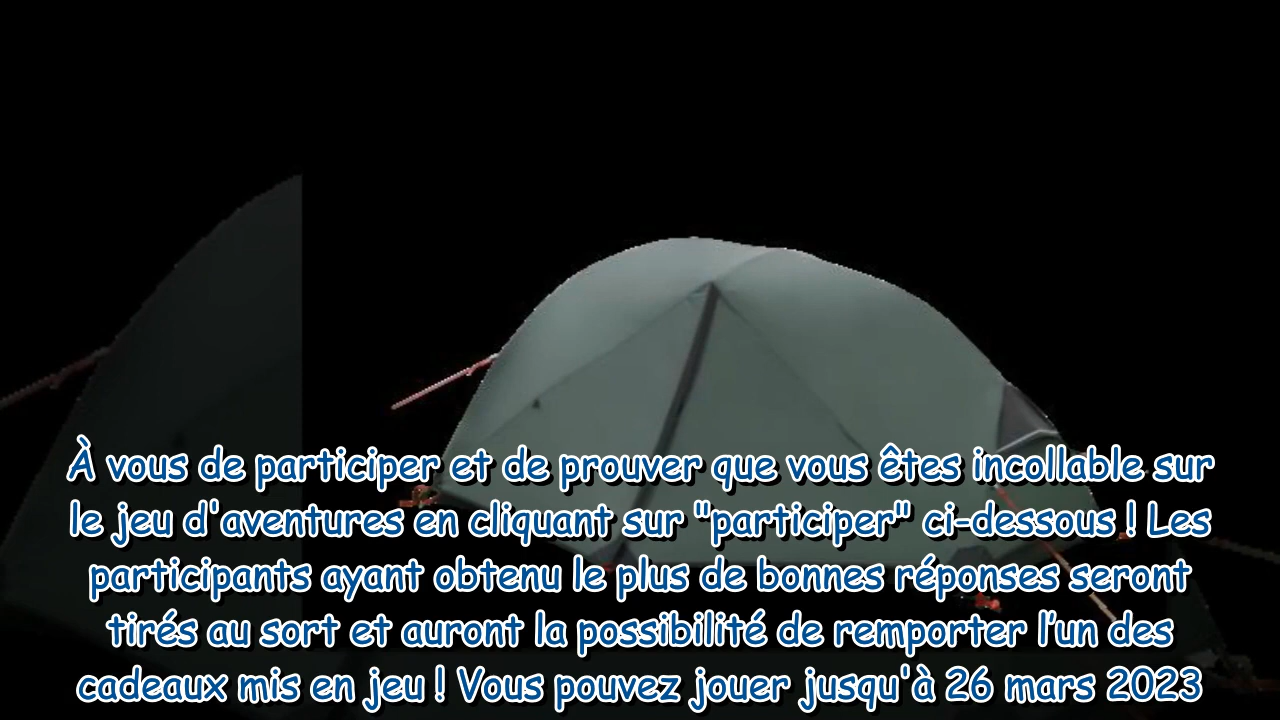 À vous de participer et de prouver que vous êtes incollable sur
le jeu d'aventures en cliquant sur "participer" ci-dessous ! Les
participants ayant obtenu le plus de bonnes réponses seront
tirés au sort et auront la possibilité de remporter l’un des
cadeaux mis en jeu ! Vous pouvez jouer jusqu'à 26 mars 2023